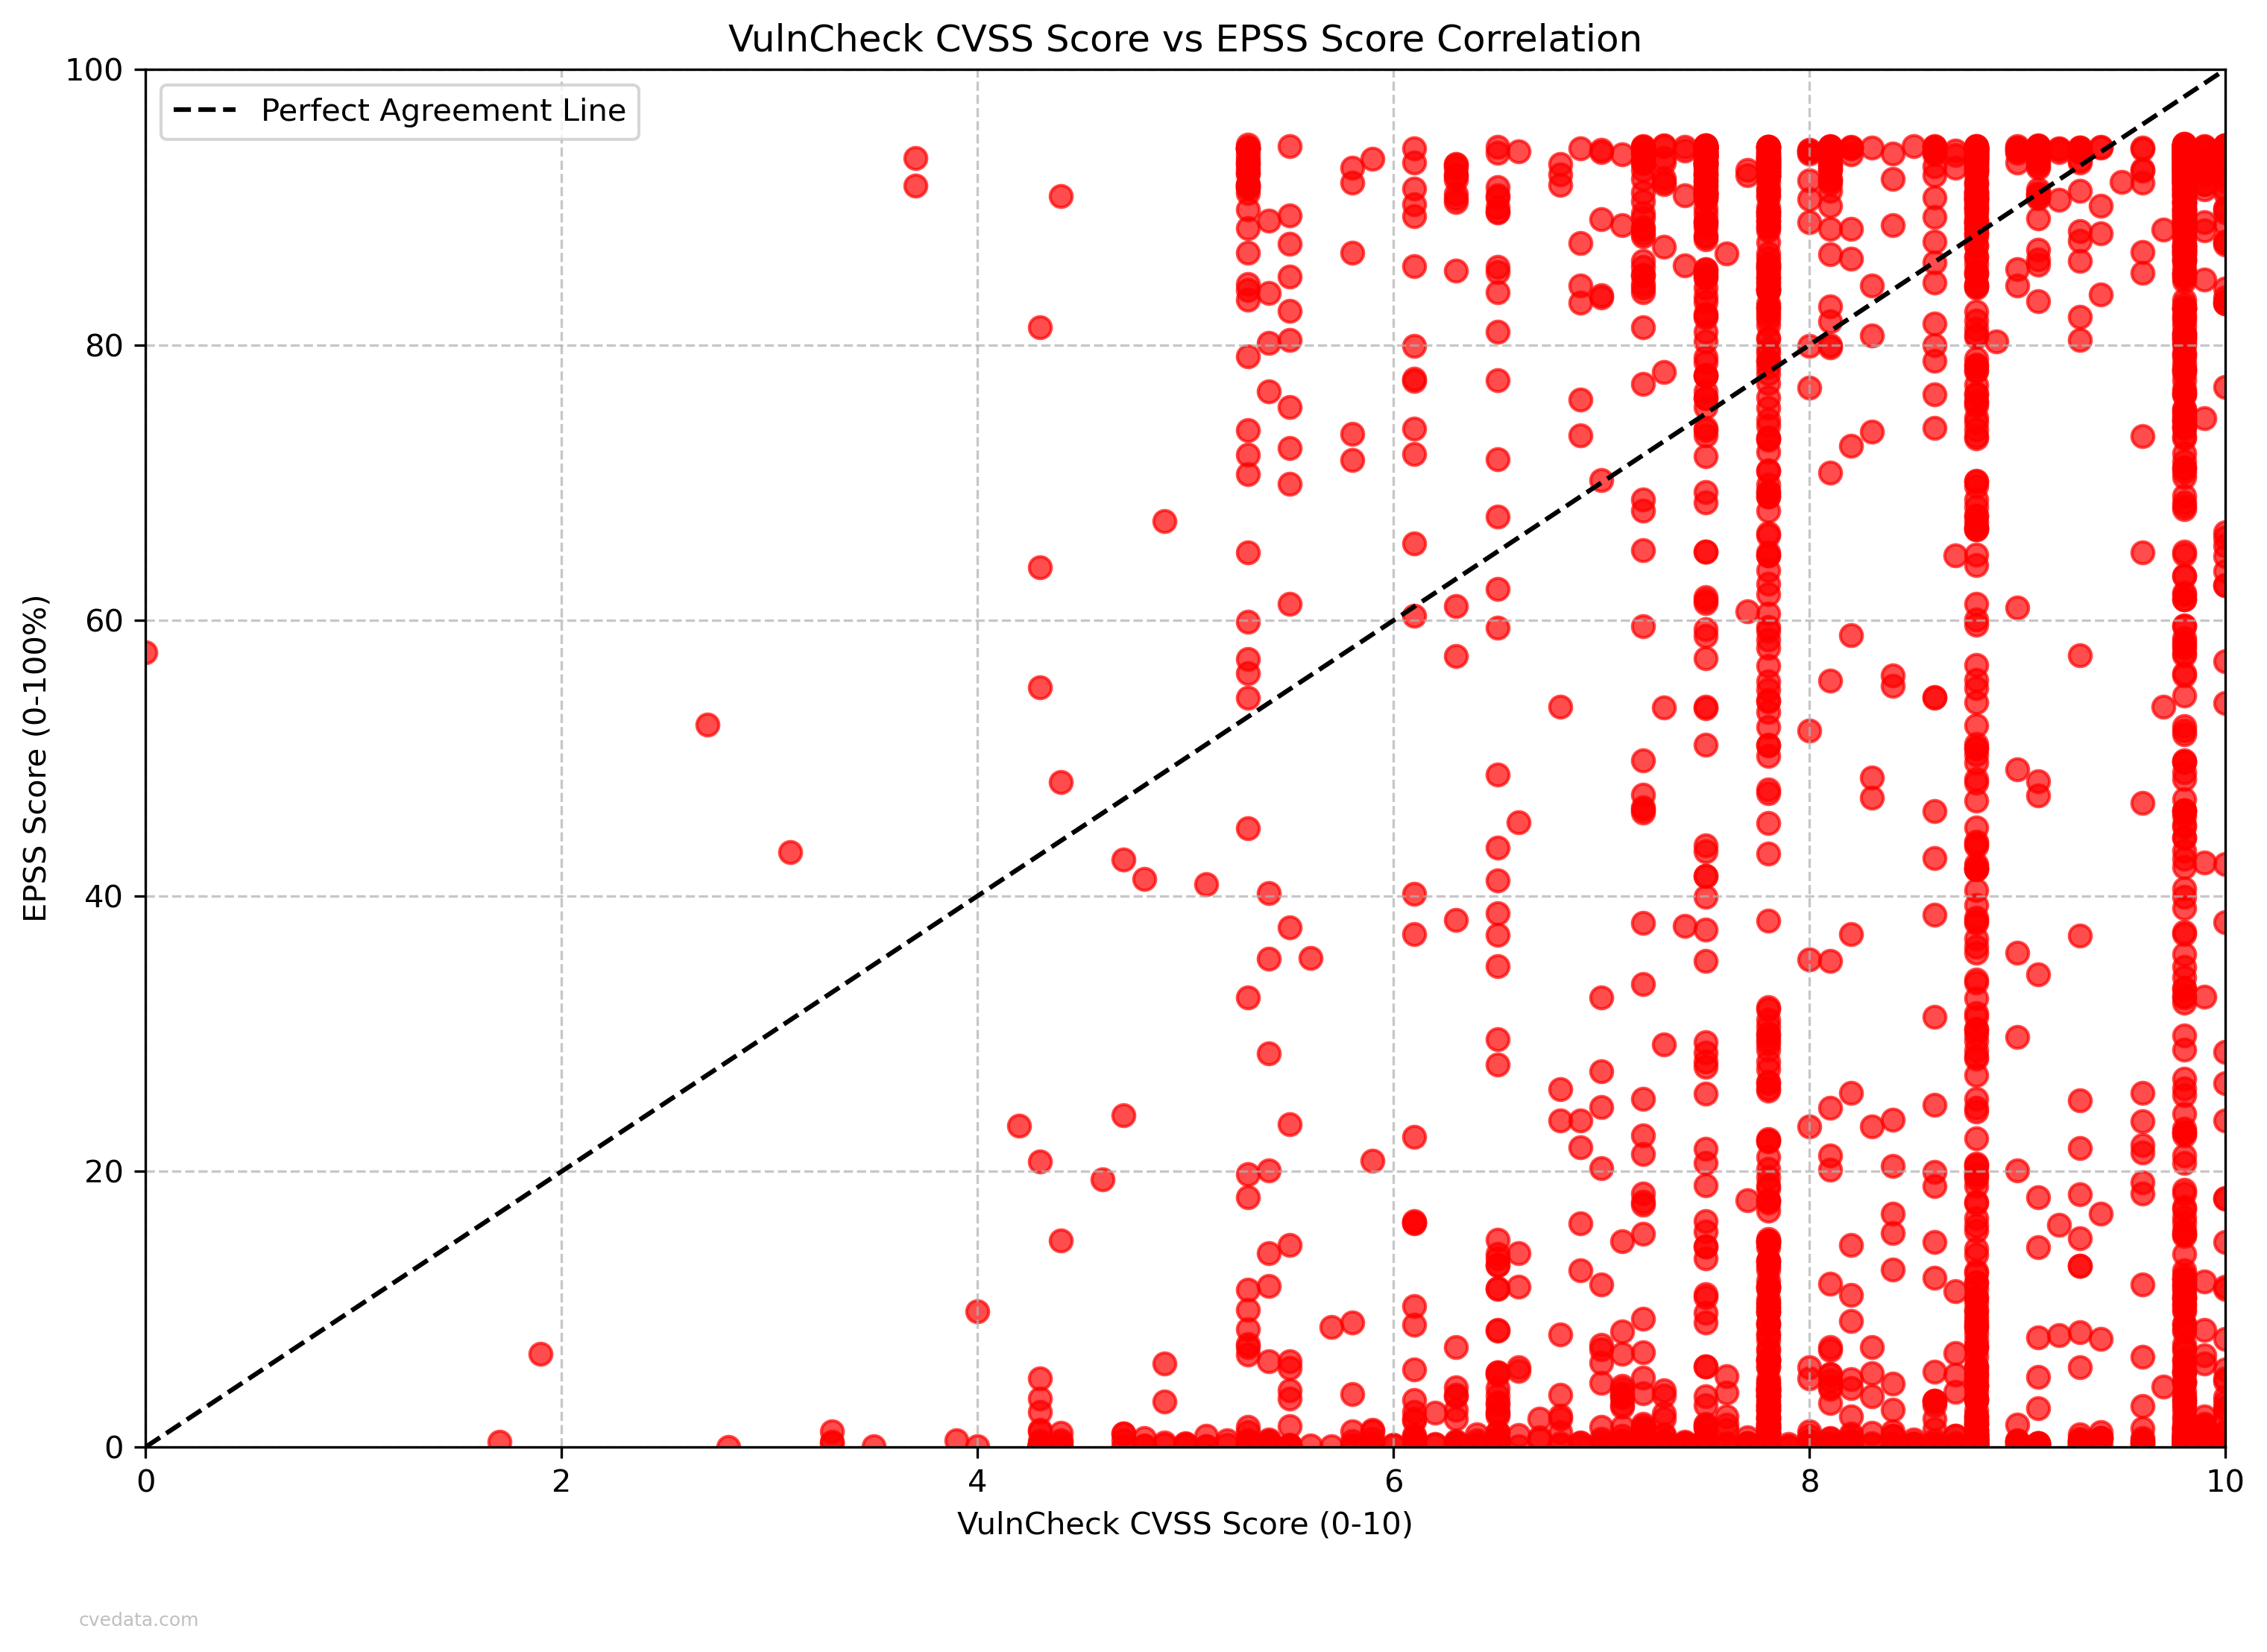 VulnCheck CVSS Score vs EPSS Score Correlation
Perfect Agreement Line
EPSS Score (0-100%)
100
80
60
40
20
0
0 2 4 6 8 10
VulnCheck CVSS Score (0-10)
cvedata.com